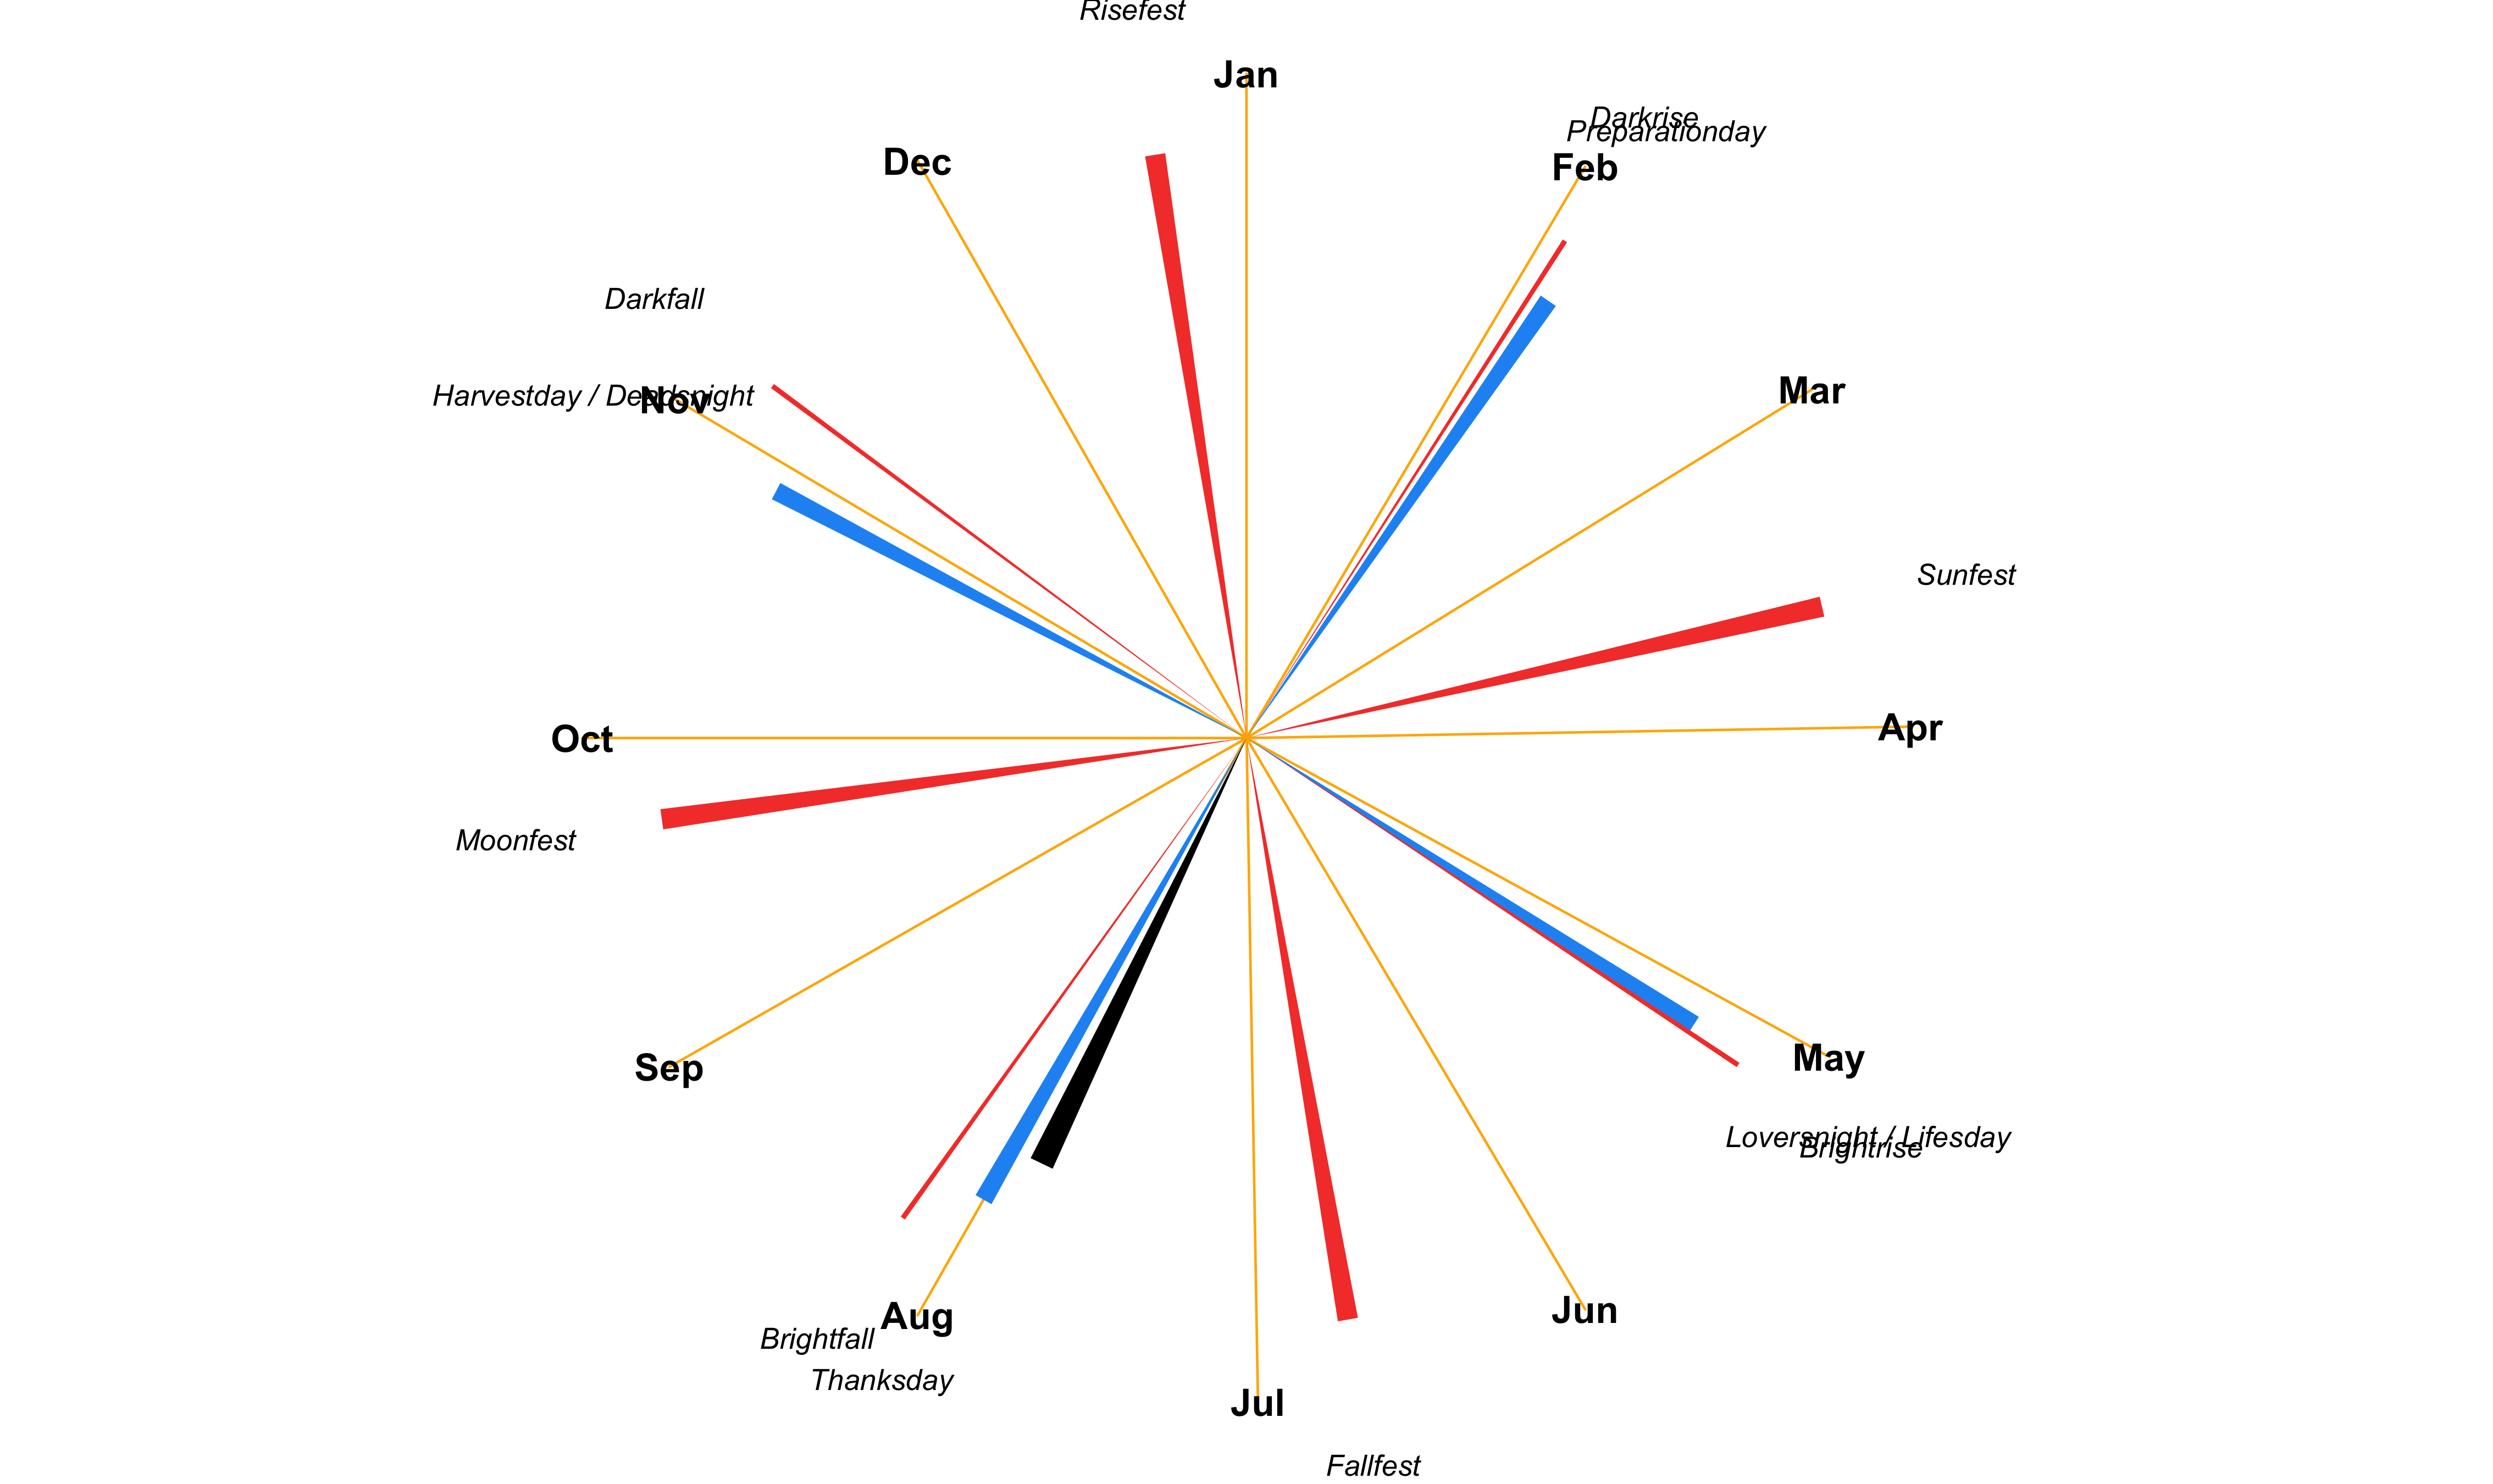 Risefest
Jan
Darkrise
Preparationday
Dec
Feb
Darkfall
Mar
Harvestday / Deadsnight
Nov
Sunfest
Apr
Oct
Moonfest
May
Sep
Loversnight / Lifesday
Brightrise
Jun
Aug
Brightfall
Thanksday
Jul
Fallfest